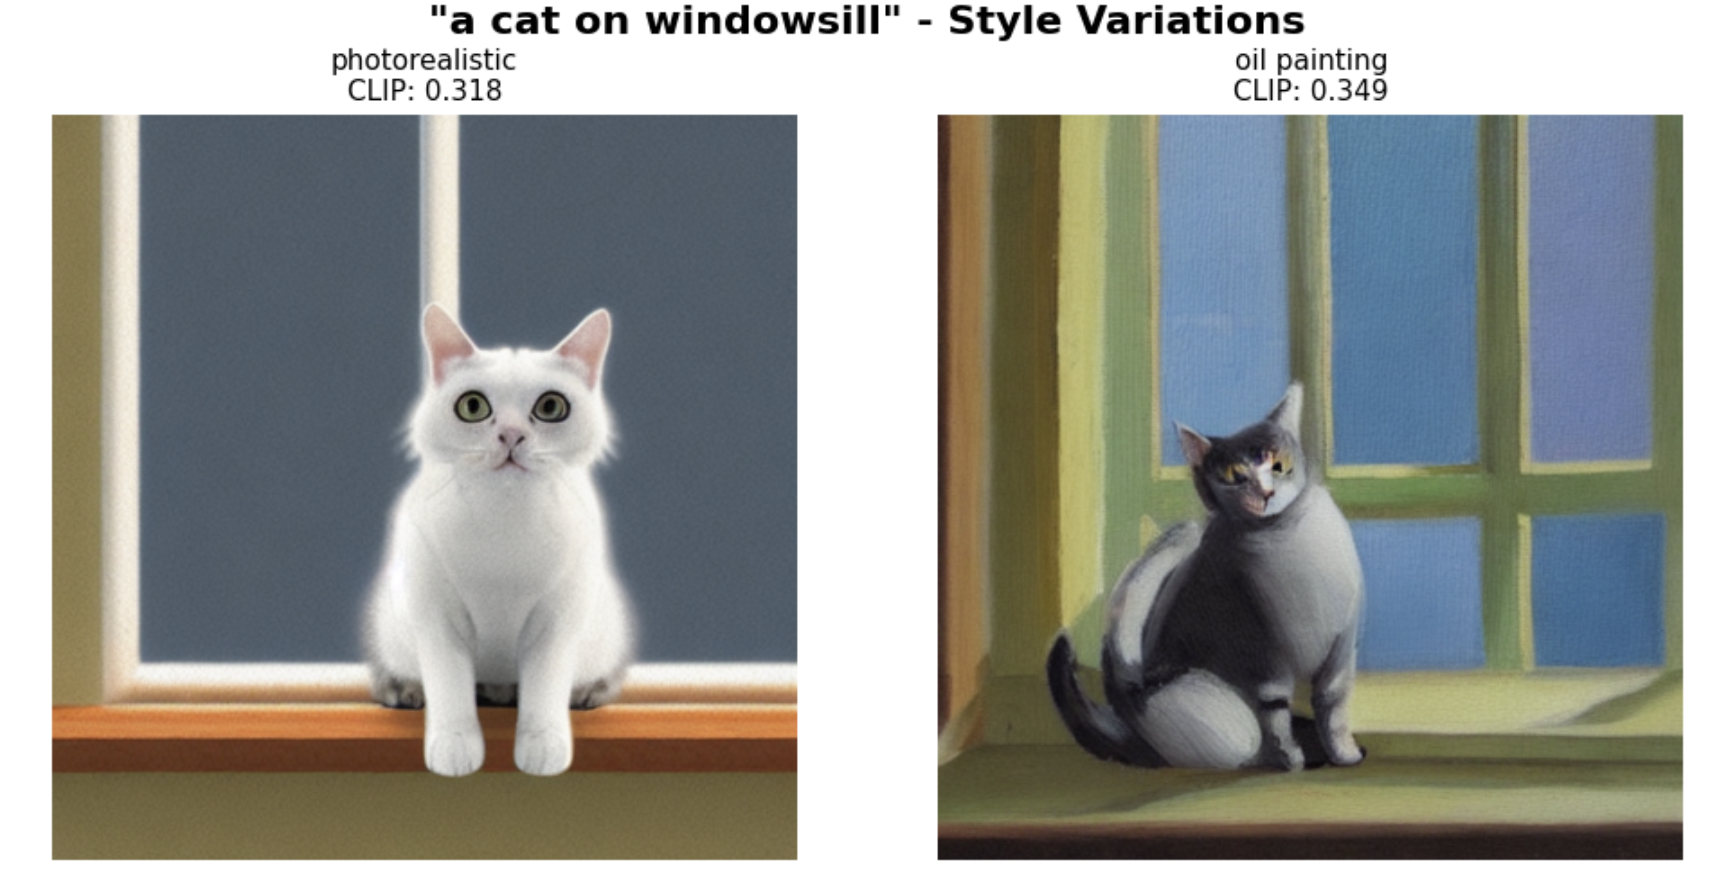 "a cat on windowsill" - Style Variations
photorealistic
CLIP: 0.318
oil painting
CLIP: 0.349